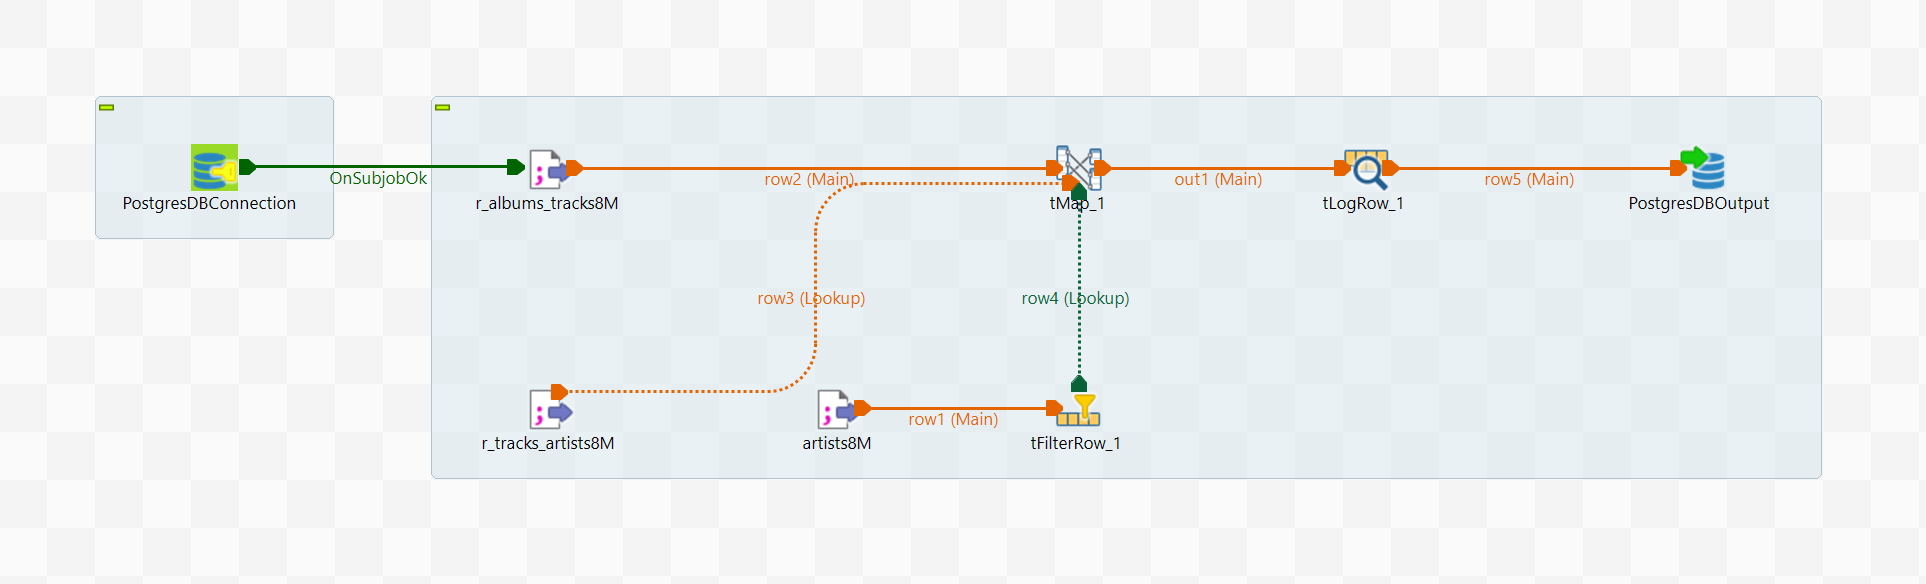 OnSubjobOk
PostgresDBConnection
r_albums_tracks8M
row2 (Main)
tMap_1
out1 (Main)
tLogRow_1
row5 (Main)
PostgresDBOutput
row3 (Lookup)
row4 (Lookup)
r_tracks_artists8M
artists8M
row1 (Main)
tFilterRow_1